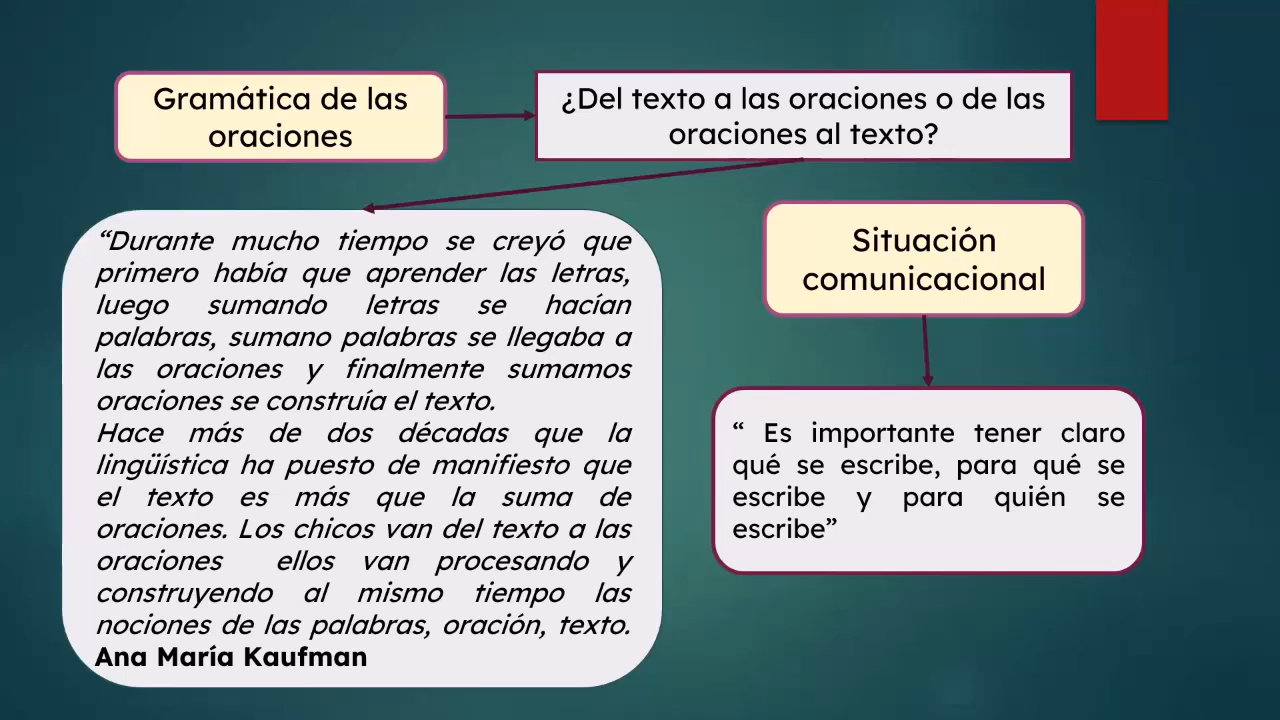 Gramática de las
oraciones
¿Del texto a las oraciones o de las
oraciones al texto?
“Durante mucho tiempo se creyó que
primero había que aprender las letras,
luego sumando letras se hacían
palabras, sumano palabras se llegaba a
las oraciones y finalmente sumamos
oraciones se construía el texto.
Hace más de dos décadas que la
lingüística ha puesto de manifiesto que
el texto es más que la suma de
oraciones. Los chicos van del texto a las
oraciones ellos van procesando y
construyendo al mismo tiempo las
nociones de las palabras, oración, texto.
Ana María Kaufman
Situación
comunicacional
“ Es importante tener claro
qué se escribe, para qué se
escribe y para quién se
escribe”